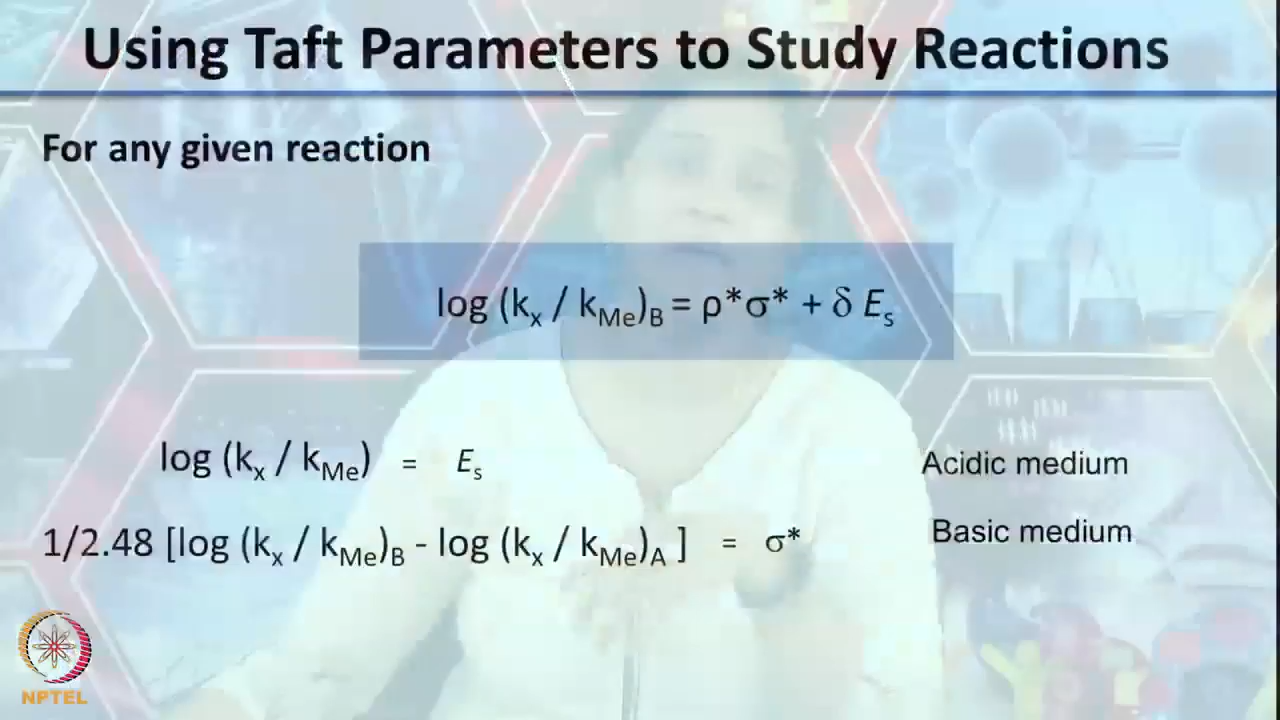 Using Taft Parameters to Study Reactions
For any given reaction
log (kₓ / kMe)B = ρ*σ* + δ Eₛ
log (kₓ / kMe) = Eₛ Acidic medium
1/2.48 [log (kₓ / kMe)B - log (kₓ / kMe)A ] = σ* Basic medium
NPTEL